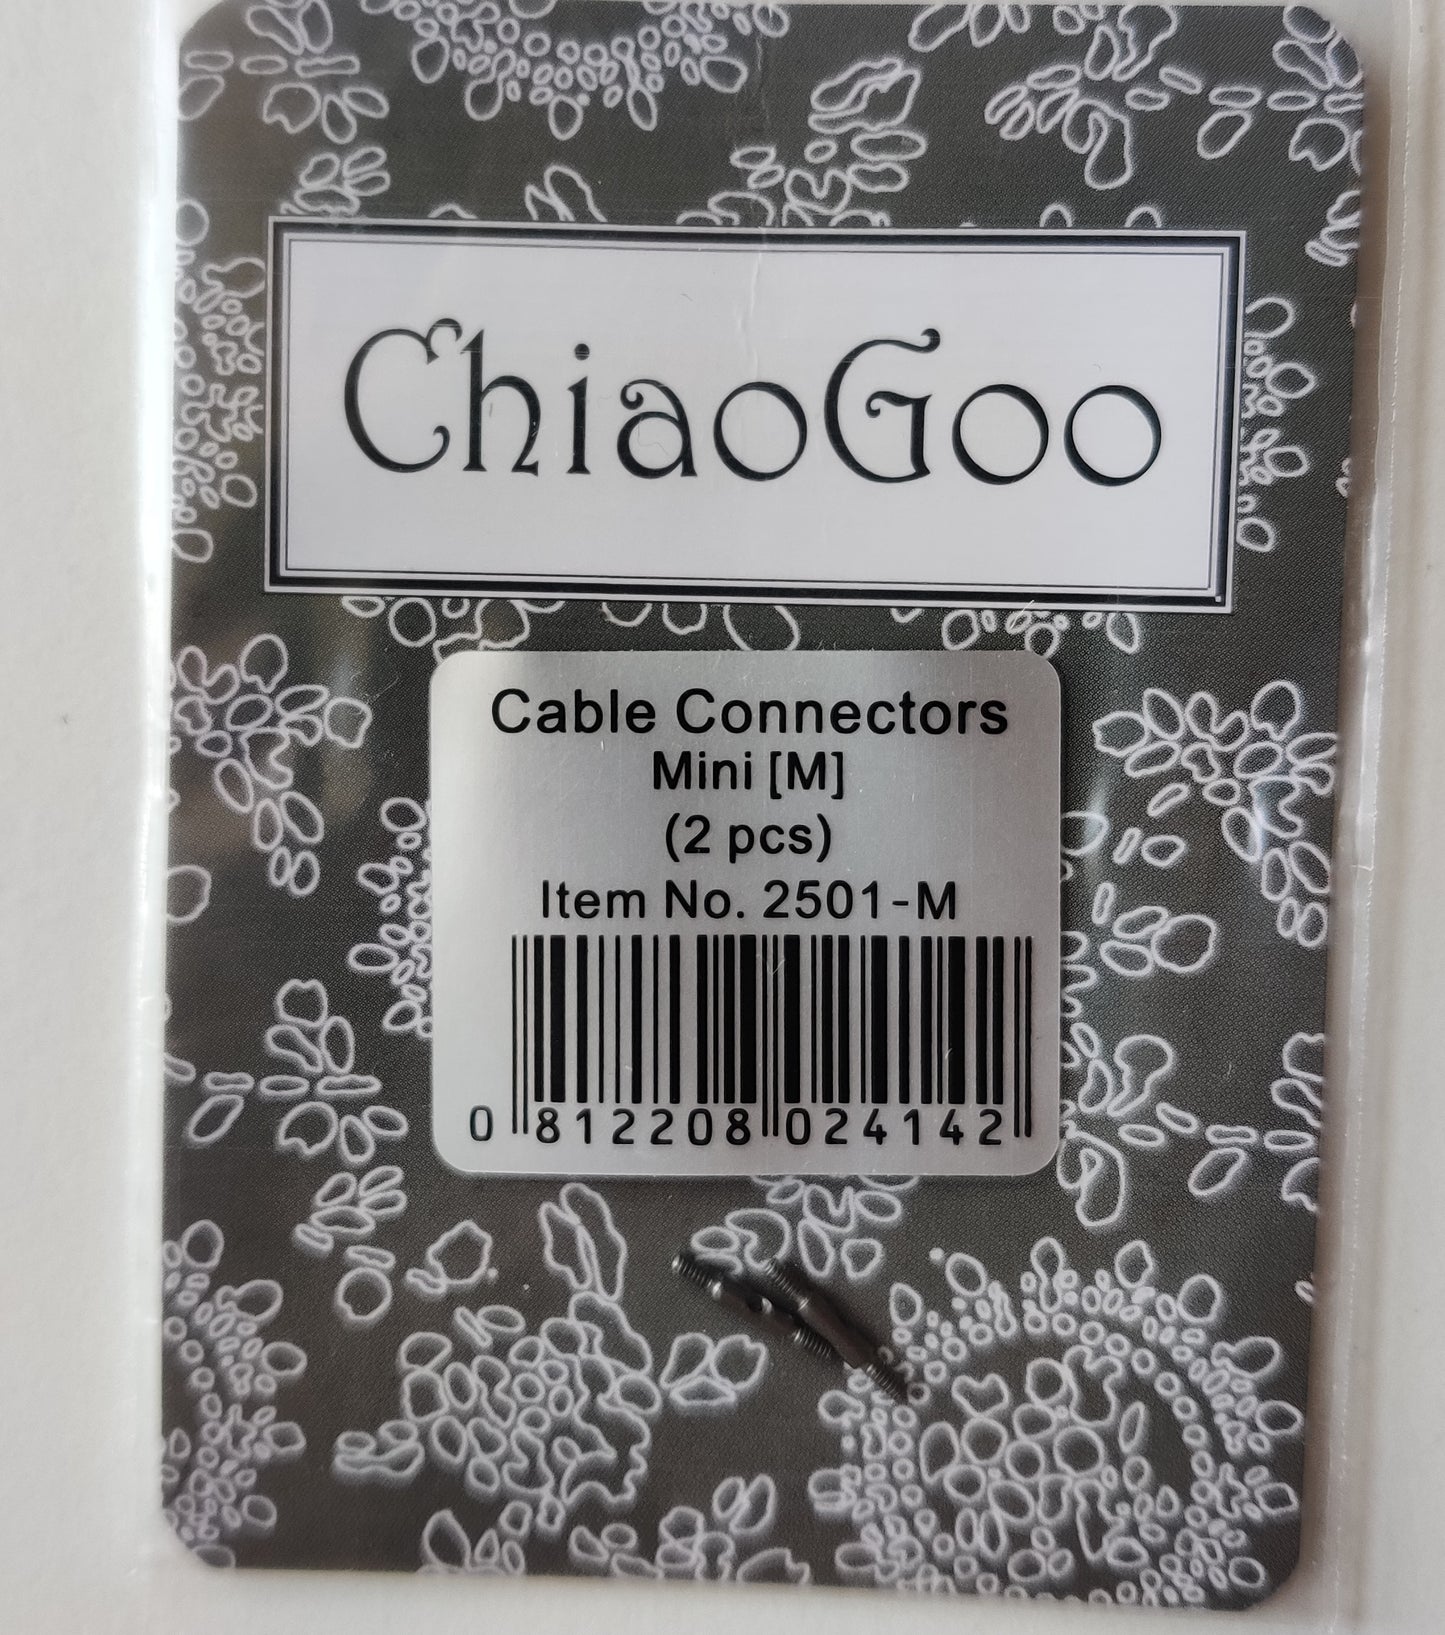 ChiaoGoo
Cable Connectors
Mini [M]
(2 pcs)
Item No. 2501-M
0 812208 024142